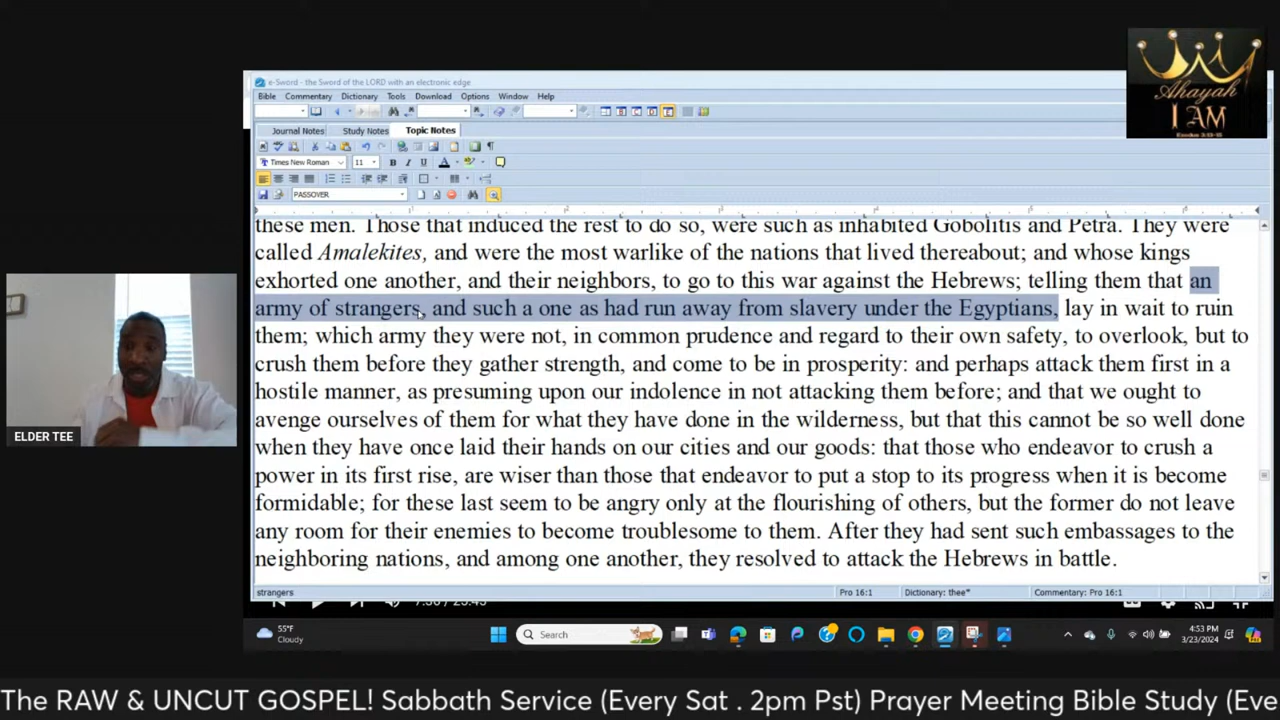 Ahayah
I AM
Exodus 3:13-15
e-Sword - the Sword of the LORD with an electronic edge
Bible Commentary Dictionary Tools Download Options Window Help
Journal Notes Study Notes Topic Notes
Times New Roman 11 B I U A
PASSOVER
these men. Those that induced the rest to do so, were such as inhabited Gobolitis and Petra. They were
called Amalekites, and were the most warlike of the nations that lived thereabout; and whose kings
exhorted one another, and their neighbors, to go to this war against the Hebrews; telling them that an
army of strangers, and such a one as had run away from slavery under the Egyptians, lay in wait to ruin
them; which army they were not, in common prudence and regard to their own safety, to overlook, but to
crush them before they gather strength, and come to be in prosperity: and perhaps attack them first in a
hostile manner, as presuming upon our indolence in not attacking them before; and that we ought to
avenge ourselves of them for what they have done in the wilderness, but that this cannot be so well done
when they have once laid their hands on our cities and our goods: that those who endeavor to crush a
power in its first rise, are wiser than those that endeavor to put a stop to its progress when it is become
formidable; for these last seem to be angry only at the flourishing of others, but the former do not leave
any room for their enemies to become troublesome to them. After they had sent such embassages to the
neighboring nations, and among one another, they resolved to attack the Hebrews in battle.
strangers Pro 16:1 Dictionary: thee* Commentary: Pro 16:1
ELDER TEE
55°F
Cloudy
Search
4:53 PM
3/23/2024
The RAW & UNCUT GOSPEL! Sabbath Service (Every Sat . 2pm Pst) Prayer Meeting Bible Study (Eve